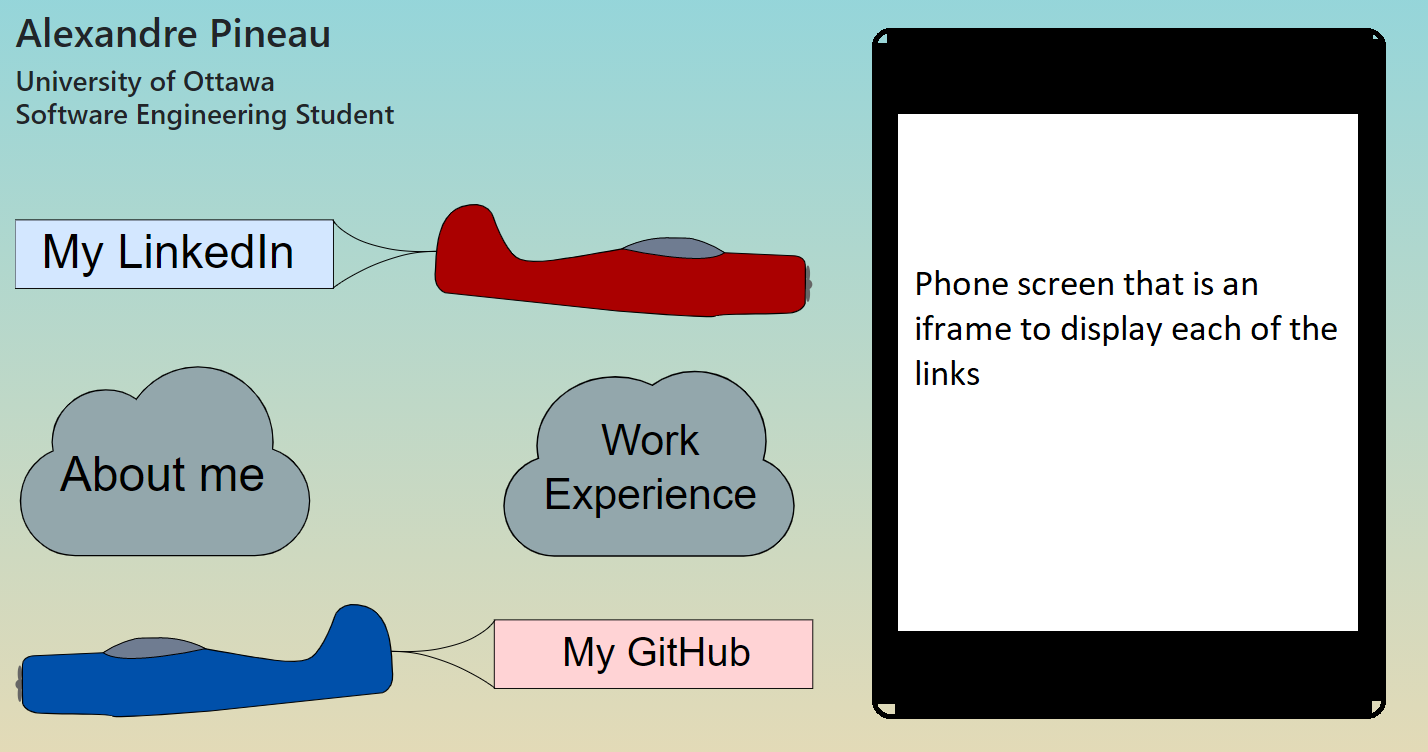 Alexandre Pineau
University of Ottawa
Software Engineering Student
My LinkedIn
About me
Work
Experience
My GitHub
Phone screen that is an
iframe to display each of the
links